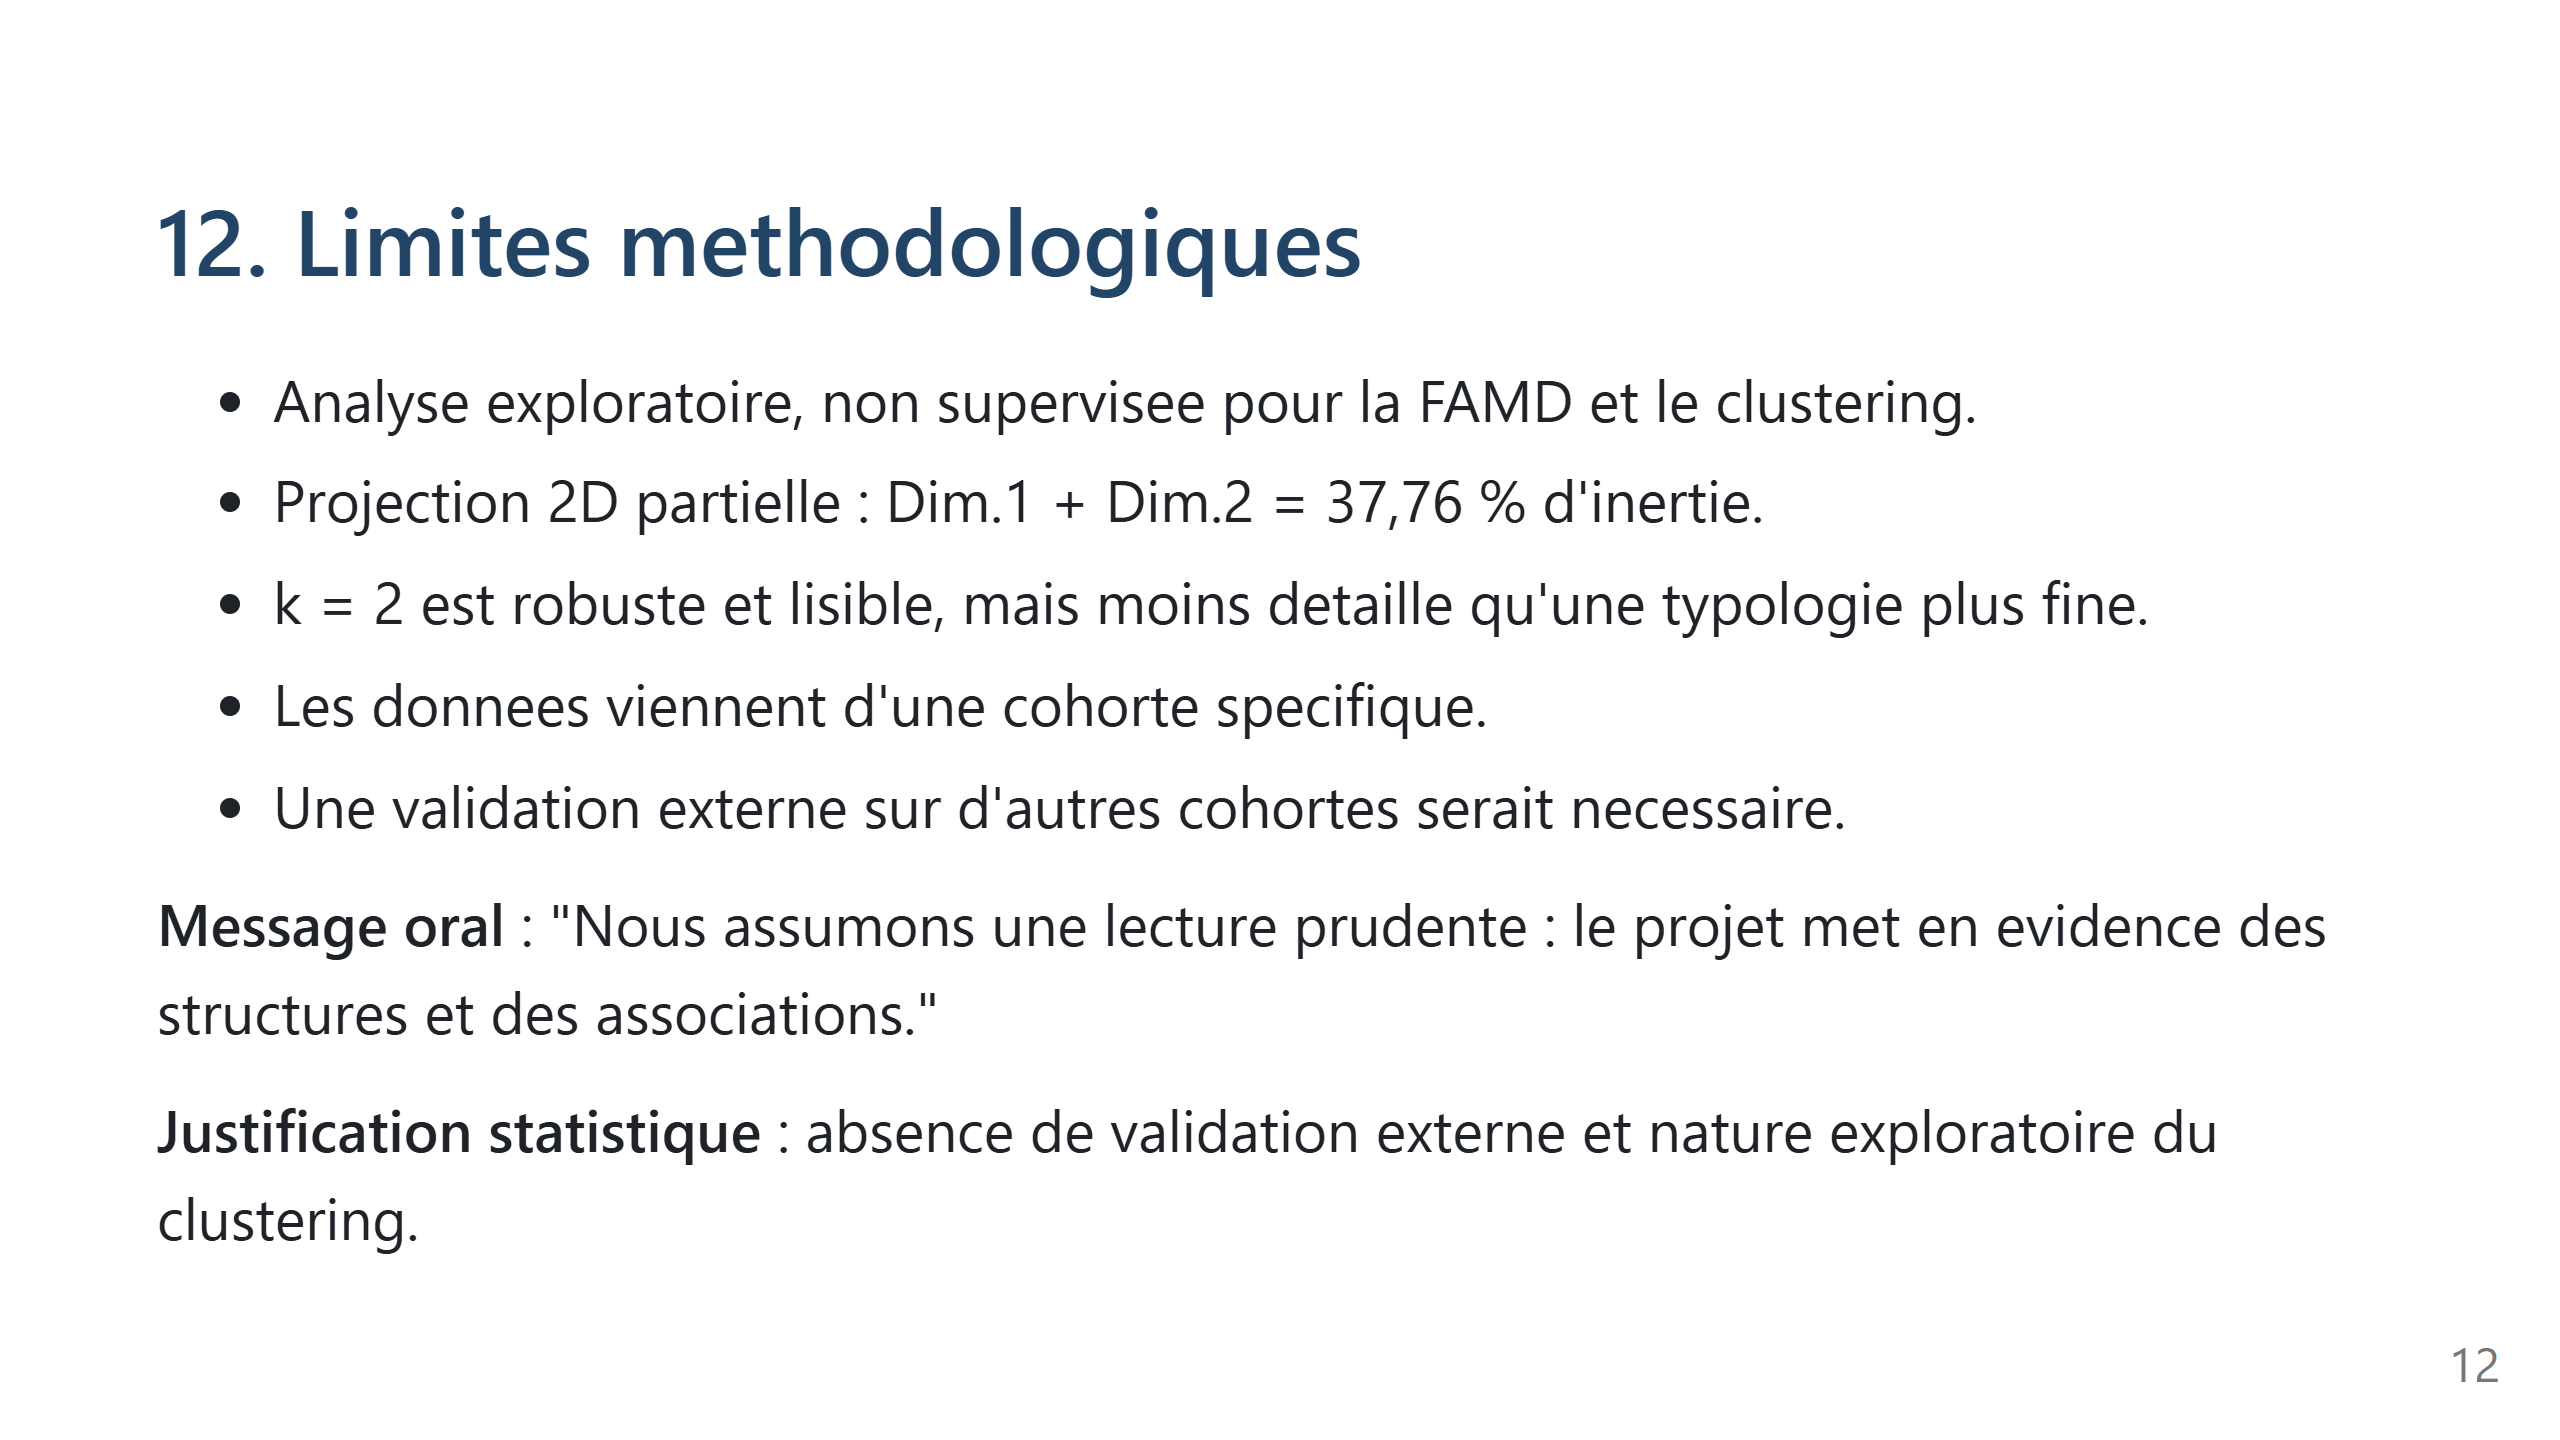 12. Limites methodologiques
• Analyse exploratoire, non supervisee pour la FAMD et le clustering.
• Projection 2D partielle : Dim.1 + Dim.2 = 37,76 % d'inertie.
• k = 2 est robuste et lisible, mais moins detaille qu'une typologie plus fine.
• Les donnees viennent d'une cohorte specifique.
• Une validation externe sur d'autres cohortes serait necessaire.
Message oral : "Nous assumons une lecture prudente : le projet met en evidence des
structures et des associations."
Justification statistique : absence de validation externe et nature exploratoire du
clustering.
12